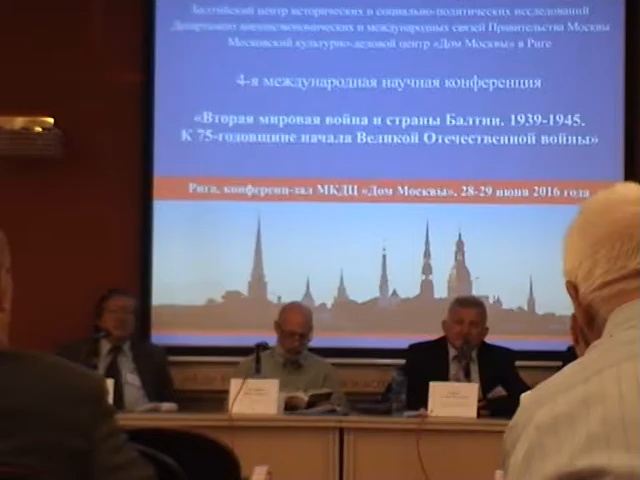 Балтийский центр исторических и социально-политических исследований
Департамент внешнеэкономических и международных связей Правительства Москвы
Московский культурно-деловой центр «Дом Москвы» в Риге
4-я международная научная конференция
«Вторая мировая война и страны Балтии. 1939-1945.
К 75-годовщине начала Великой Отечественной войны»
Рига, конференц-зал МКДЦ «Дом Москвы», 28-29 июня 2016 года